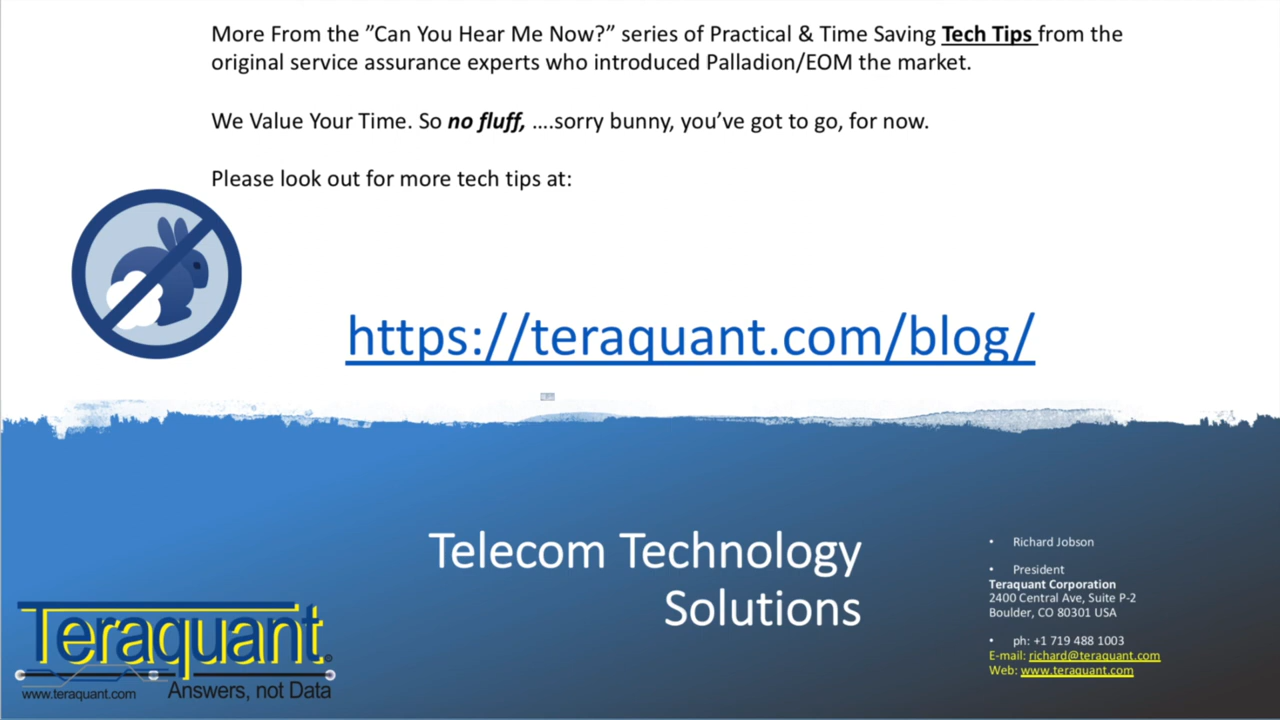 More From the ”Can You Hear Me Now?” series of Practical & Time Saving Tech Tips from the
original service assurance experts who introduced Palladion/EOM the market.
We Value Your Time. So no fluff, ....sorry bunny, you’ve got to go, for now.
Please look out for more tech tips at:
https://teraquant.com/blog/
Telecom Technology
Solutions
• Richard Jobson
• President
Teraquant Corporation
2400 Central Ave, Suite P-2
Boulder, CO 80301 USA
• ph: +1 719 488 1003
E-mail: richard@teraquant.com
Web: www.teraquant.com
Teraquant
www.teraquant.com
Answers, not Data